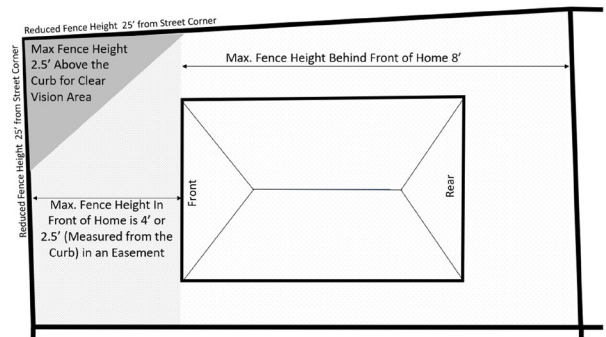 Reduced Fence Height 25' from Street Corner
Reduced Fence Height 25' from Street Corner
Max Fence Height
2.5' Above the
Curb for Clear
Vision Area
Max. Fence Height Behind Front of Home 8'
Front
Rear
Max. Fence Height In
Front of Home is 4' or
2.5' (Measured from the
Curb) in an Easement